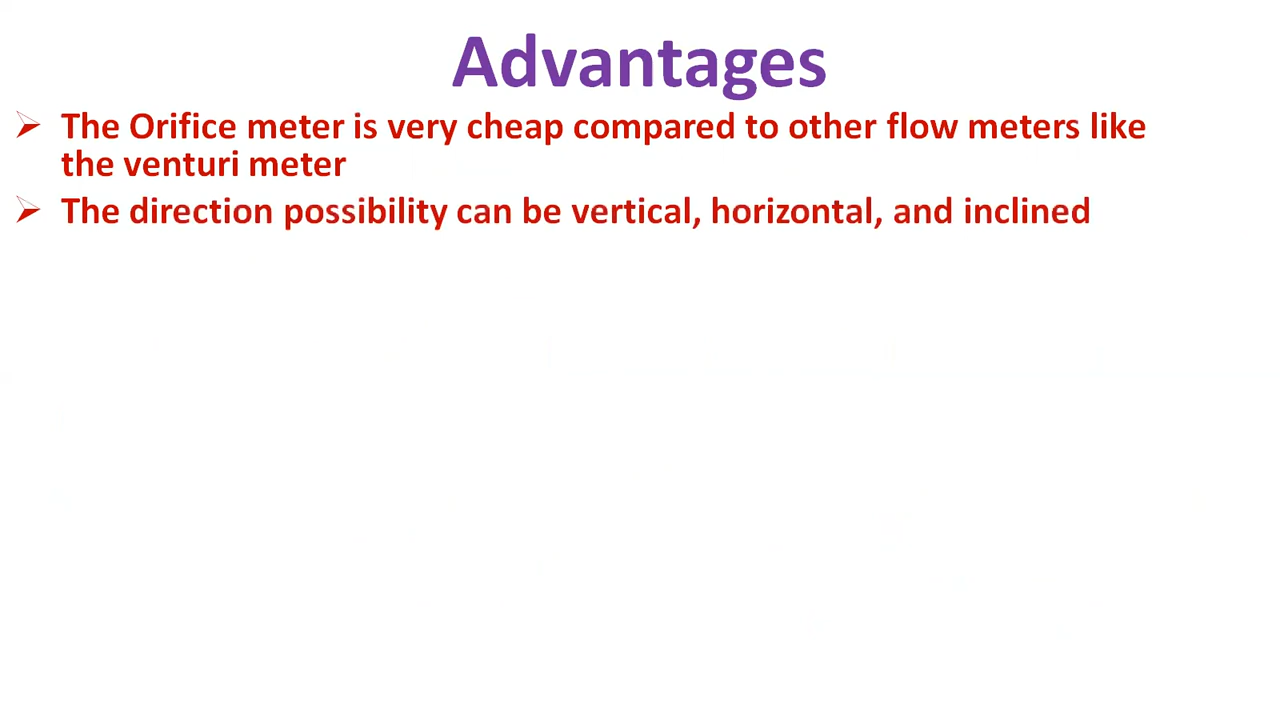 Advantages
➢ The Orifice meter is very cheap compared to other flow meters like
the venturi meter
➢ The direction possibility can be vertical, horizontal, and inclined